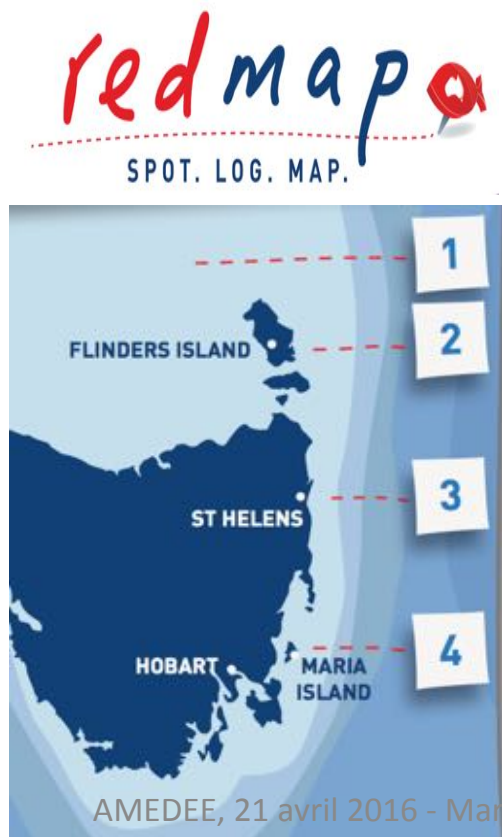 redmap
SPOT. LOG. MAP.
1
FLINDERS ISLAND
2
ST HELENS
3
HOBART
MARIA
ISLAND
4
AMEDEE, 21 avril 2016 - Mar